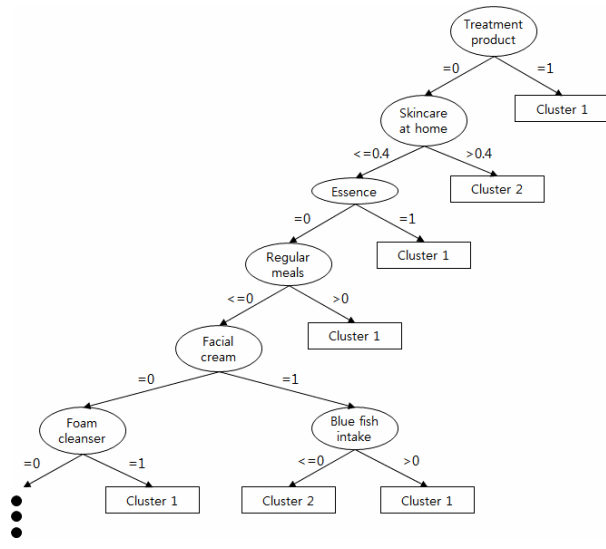 Treatment
product
=0
=1
Skincare
at home
Cluster 1
<=0.4
>0.4
Essence
Cluster 2
=0
=1
Regular
meals
Cluster 1
<=0
>0
Facial
cream
Cluster 1
=0
=1
Foam
cleanser
Blue fish
intake
=0
=1
<=0
>0
Cluster 1
Cluster 2
Cluster 1